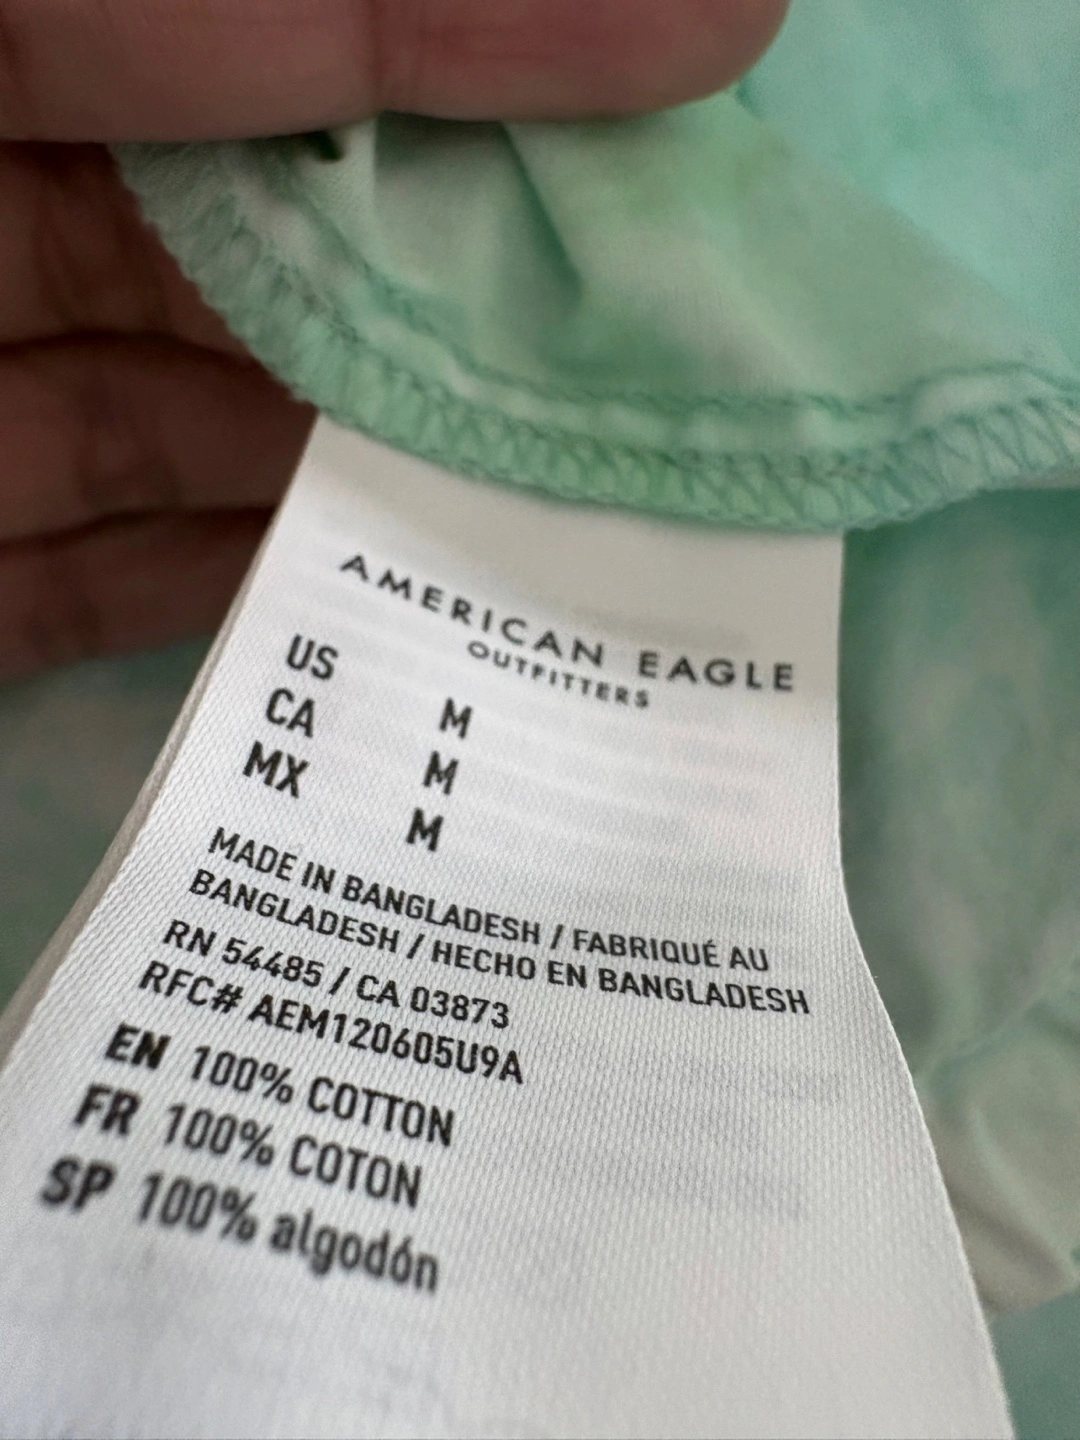 AMERICAN EAGLE
OUTFITTERS
US M
CA M
MX M
MADE IN BANGLADESH / FABRIQUÉ AU
BANGLADESH / HECHO EN BANGLADESH
RN 54485 / CA 03873
RFC# AEM120605U9A
EN 100% COTTON
FR 100% COTON
SP 100% algodón